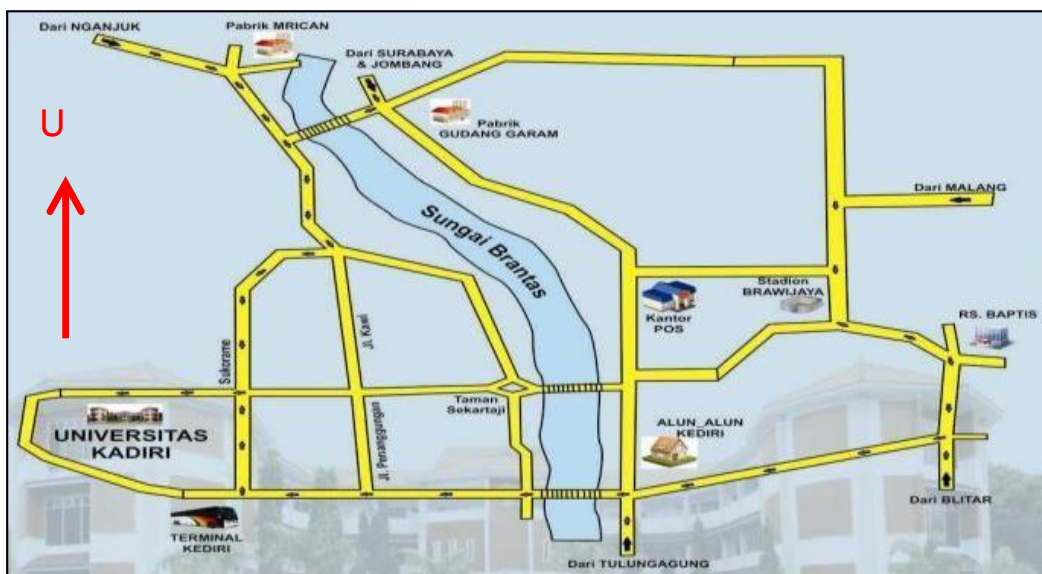 Dari NGANJUK
Pabrik MRICAN
Dari SURABAYA
& JOMBANG
U
Pabrik
GUDANG GARAM
Dari MALANG
Sungai Brantas
Stadion
BRAWIJAYA
Kantor
POS
RS. BAPTIS
Jl. Kawi
Sukorame
Taman
Sekartaji
UNIVERSITAS
KADIRI
Jl. Penanggungan
ALUN_ALUN
KEDIRI
Dari BLITAR
TERMINAL
KEDIRI
Dari TULUNGAGUNG